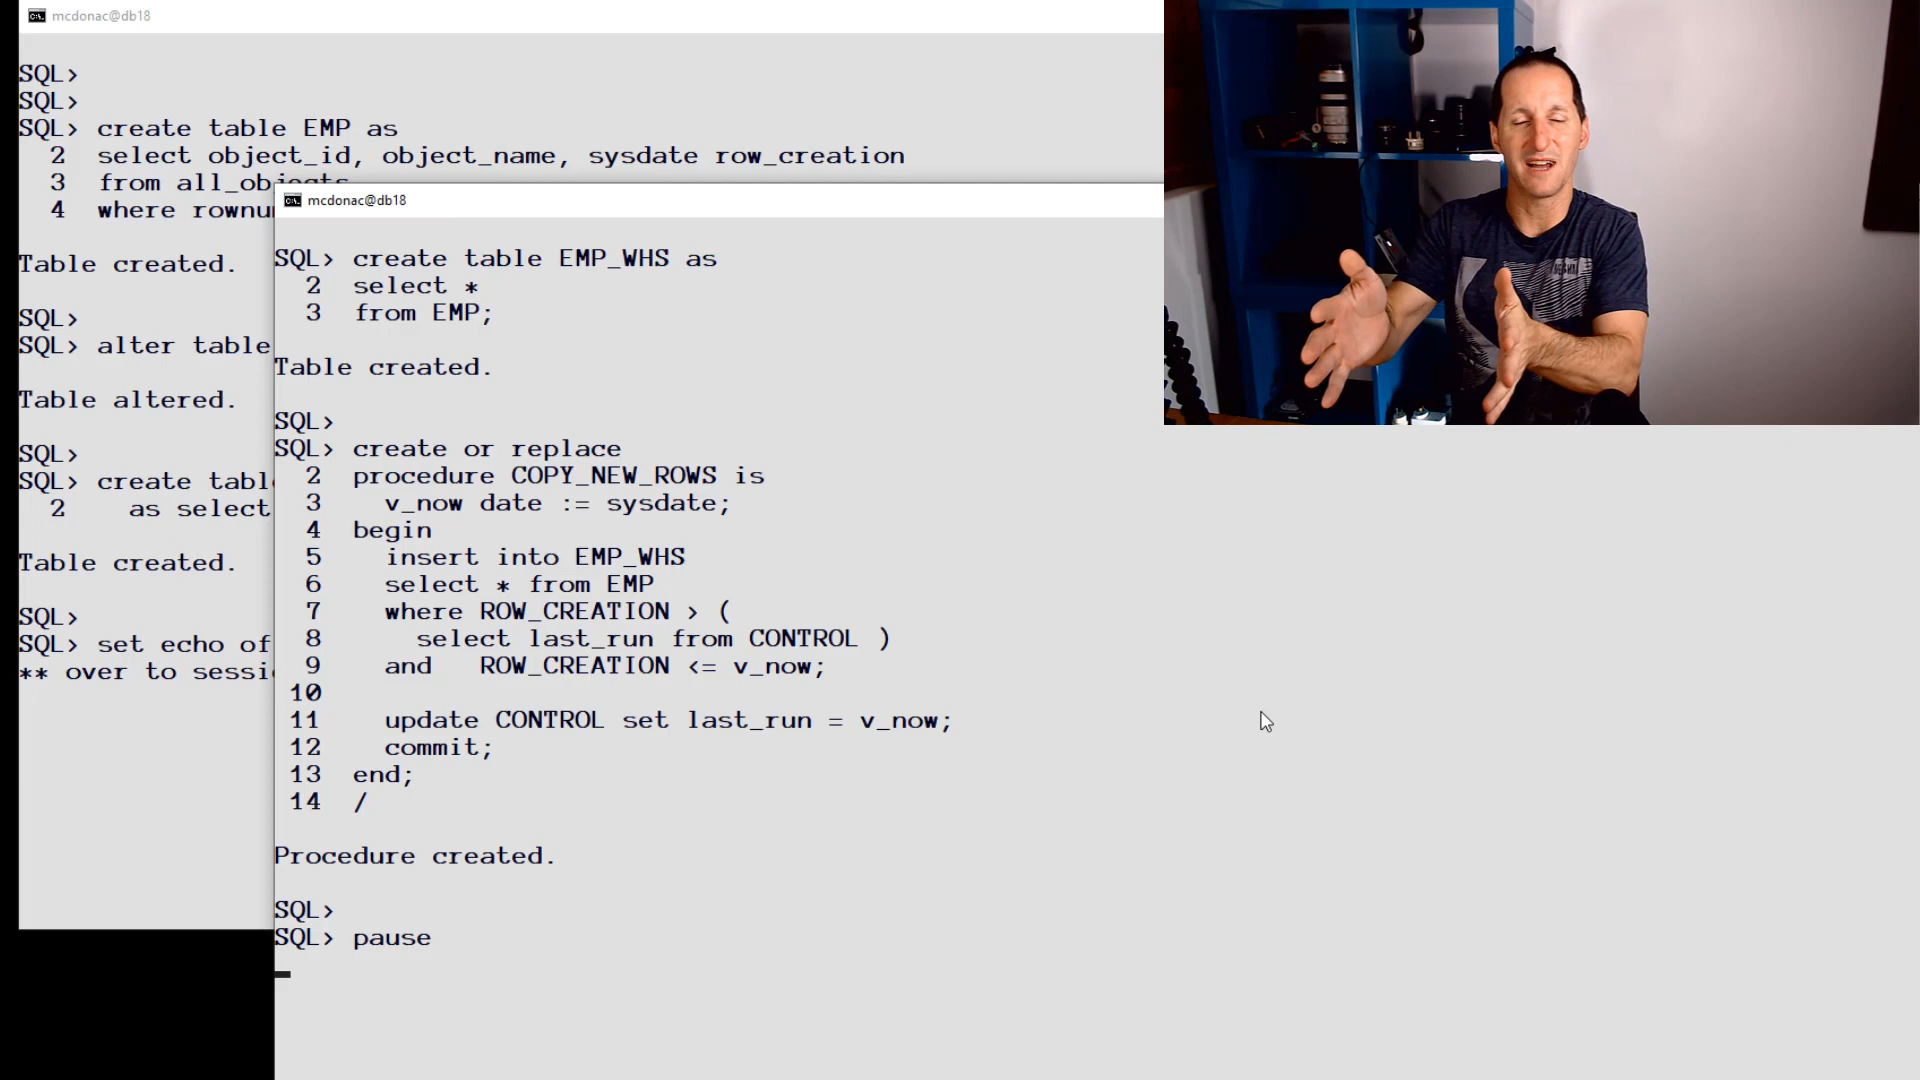 mcdonac@db18
SQL>
SQL>
SQL> create table EMP as
2 select object_id, object_name, sysdate row_creation
3 from all_objects
4 where rownu
Table created.
SQL>
SQL> alter table
Table altered.
SQL>
SQL> create tabl
2 as select
Table created.
SQL>
SQL> set echo of
** over to sessi
mcdonac@db18
SQL> create table EMP_WHS as
2 select *
3 from EMP;
Table created.
SQL>
SQL> create or replace
2 procedure COPY_NEW_ROWS is
3 v_now date := sysdate;
4 begin
5 insert into EMP_WHS
6 select * from EMP
7 where ROW_CREATION > (
8 select last_run from CONTROL )
9 and ROW_CREATION <= v_now;
10
11 update CONTROL set last_run = v_now;
12 commit;
13 end;
14 /
Procedure created.
SQL>
SQL> pause